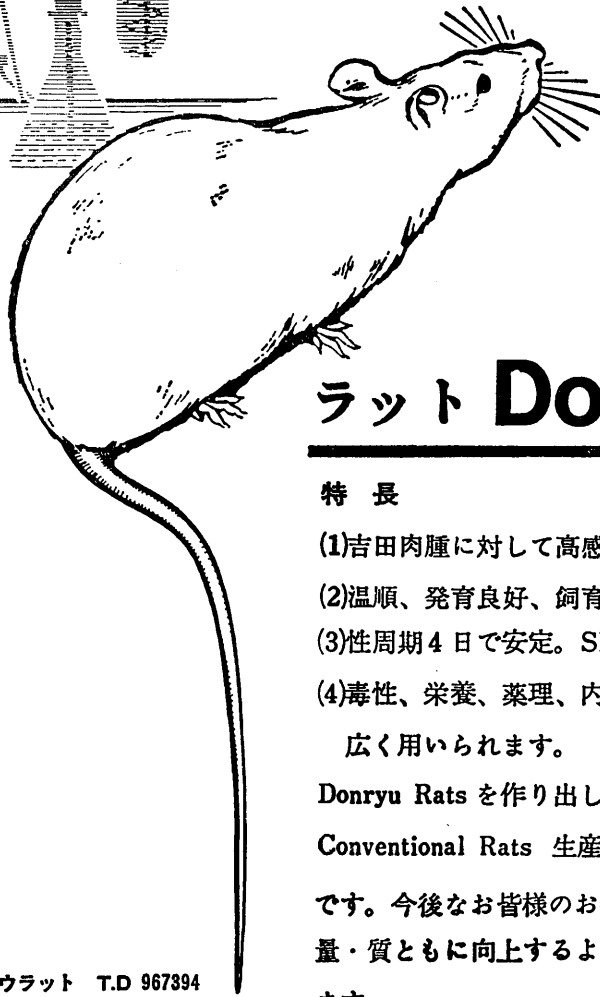 ラット Do
特 長
(1)吉田肉腫に対して高感
(2)温順、発育良好、飼育
(3)性周期4日で安定。S
(4)毒性、栄養、薬理、内
広く用いられます。
Donryu Rats を作り出し
Conventional Rats 生産
です。今後なお皆様のお
量・質ともに向上するよ
ます
ウラット T.D 967394